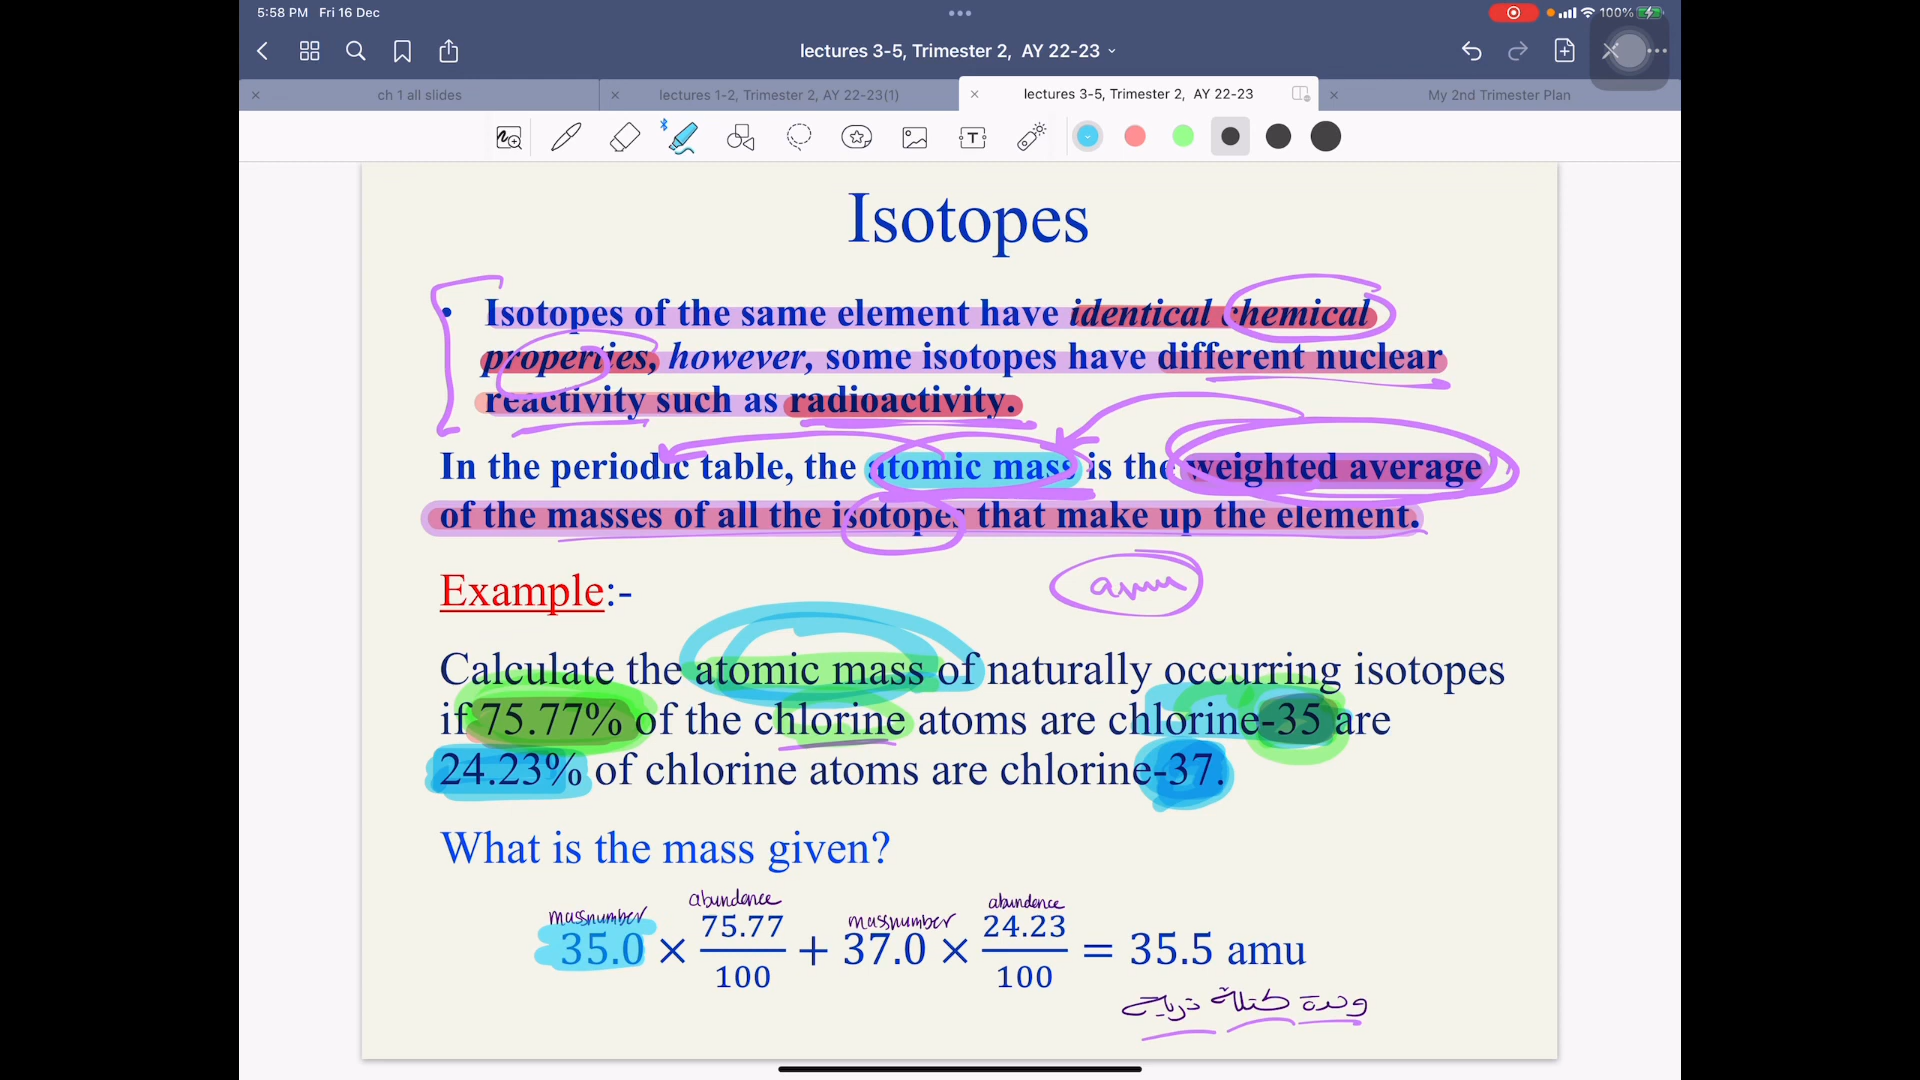 5:58 PM Fri 16 Dec
100%
lectures 3-5, Trimester 2, AY 22-23
ch 1 all slides
lectures 1-2, Trimester 2, AY 22-23(1)
lectures 3-5, Trimester 2, AY 22-23
My 2nd Trimester Plan
Isotopes
• Isotopes of the same element have identical chemical
properties, however, some isotopes have different nuclear
reactivity such as radioactivity.
In the periodic table, the atomic mass is the weighted average
of the masses of all the isotopes that make up the element.
amu
Example:-
Calculate the atomic mass of naturally occurring isotopes
if 75.77% of the chlorine atoms are chlorine-35 are
24.23% of chlorine atoms are chlorine-37.
What is the mass given?
massnumber abundence massnumber abundence
35.0 × 75.77/100 + 37.0 × 24.23/100 = 35.5 amu
كتلة